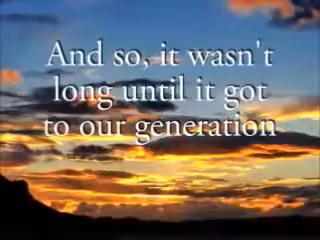 And so, it wasn't
long until it got
to our generation